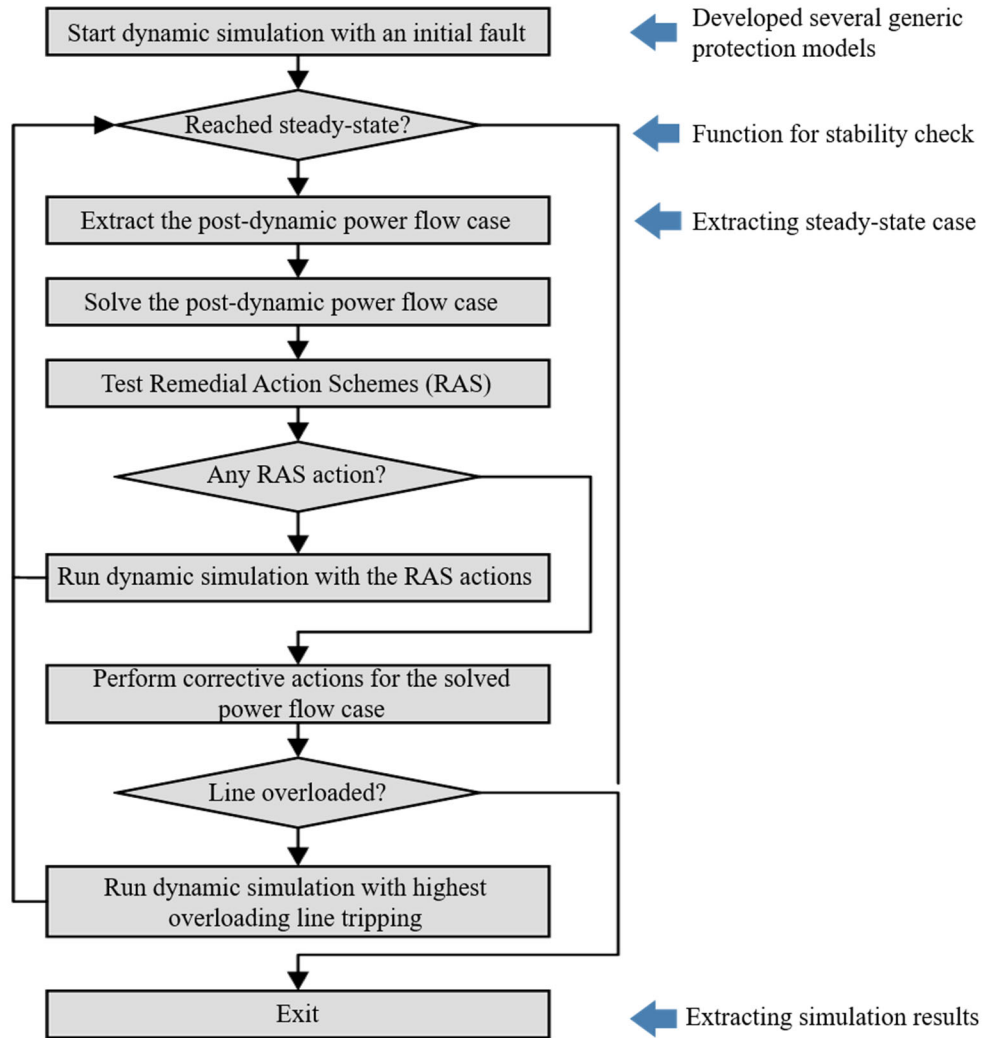 Start dynamic simulation with an initial fault
Developed several generic
protection models
Reached steady-state?
Function for stability check
Extract the post-dynamic power flow case
Extracting steady-state case
Solve the post-dynamic power flow case
Test Remedial Action Schemes (RAS)
Any RAS action?
Run dynamic simulation with the RAS actions
Perform corrective actions for the solved
power flow case
Line overloaded?
Run dynamic simulation with highest
overloading line tripping
Exit
Extracting simulation results